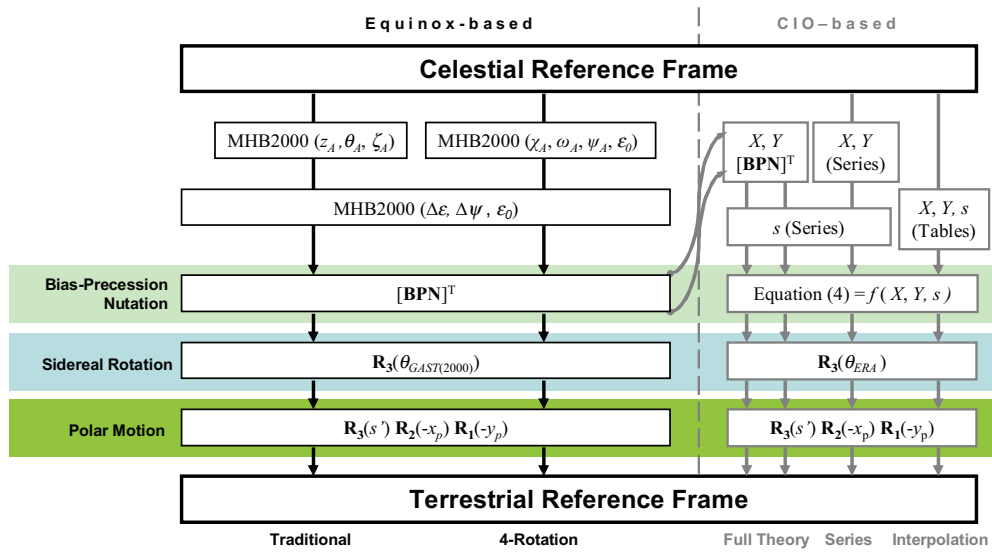 Equinox-based
CIO–based
Celestial Reference Frame
MHB2000 (z_A, θ_A, ζ_A)
MHB2000 (χ_A, ω_A, ψ_A, ε_0)
X, Y
[BPN]^T
X, Y
(Series)
MHB2000 (Δε, Δψ , ε_0)
s (Series)
X, Y, s
(Tables)
Bias-Precession
Nutation
[BPN]^T
Equation (4) = f ( X, Y, s )
Sidereal Rotation
R_3(θ_GAST(2000))
R_3(θ_ERA )
Polar Motion
R_3(s’) R_2(-x_p) R_1(-y_p)
R_3(s’) R_2(-x_p) R_1(-y_p)
Terrestrial Reference Frame
Traditional
4-Rotation
Full Theory
Series
Interpolation